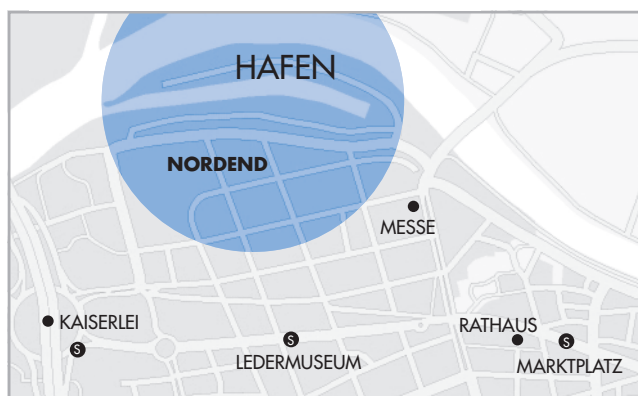 HAFEN
NORDEND
MESSE
KAISERLEI
S
S
LEDERMUSEUM
RATHAUS
S
MARKTPLATZ